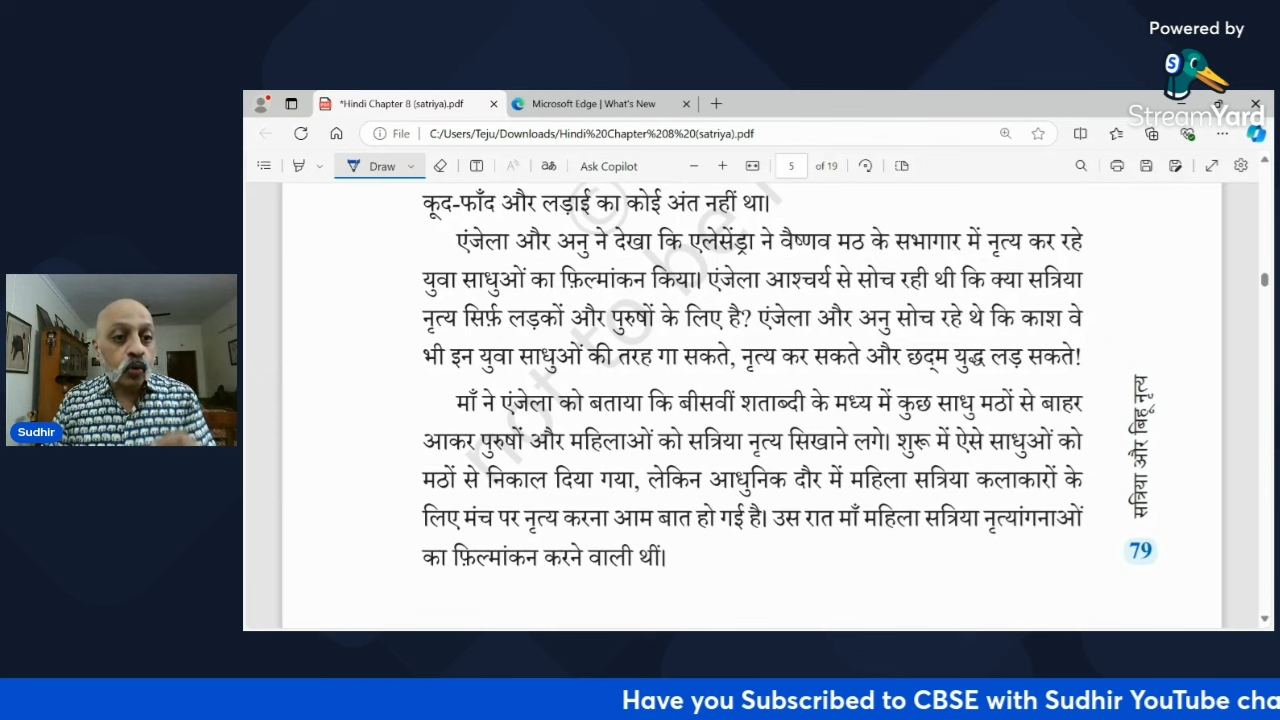 Powered by
StreamYard
*Hindi Chapter 8 (satriya).pdf
Microsoft Edge | What's New
File
C:/Users/Teju/Downloads/Hindi%20Chapter%208%20(satriya).pdf
Draw
Ask Copilot
5 of 19
कूद-फाँद और लड़ाई का कोई अंत नहीं था।
एंजेला और अनु ने देखा कि एलेसेंड्रा ने वैष्णव मठ के सभागार में नृत्य कर रहे
युवा साधुओं का फ़िल्मांकन किया। एंजेला आश्चर्य से सोच रही थी कि क्या सत्रिया
नृत्य सिर्फ़ लड़कों और पुरुषों के लिए है? एंजेला और अनु सोच रहे थे कि काश वे
भी इन युवा साधुओं की तरह गा सकते, नृत्य कर सकते और छद्म युद्ध लड़ सकते!
माँ ने एंजेला को बताया कि बीसवीं शताब्दी के मध्य में कुछ साधु मठों से बाहर
आकर पुरुषों और महिलाओं को सत्रिया नृत्य सिखाने लगे। शुरू में ऐसे साधुओं को
मठों से निकाल दिया गया, लेकिन आधुनिक दौर में महिला सत्रिया कलाकारों के
लिए मंच पर नृत्य करना आम बात हो गई है। उस रात माँ महिला सत्रिया नृत्यांगनाओं
का फ़िल्मांकन करने वाली थीं।
सत्रिया और बिहू नृत्य
79
© not to be r
Sudhir
Have you Subscribed to CBSE with Sudhir YouTube cha